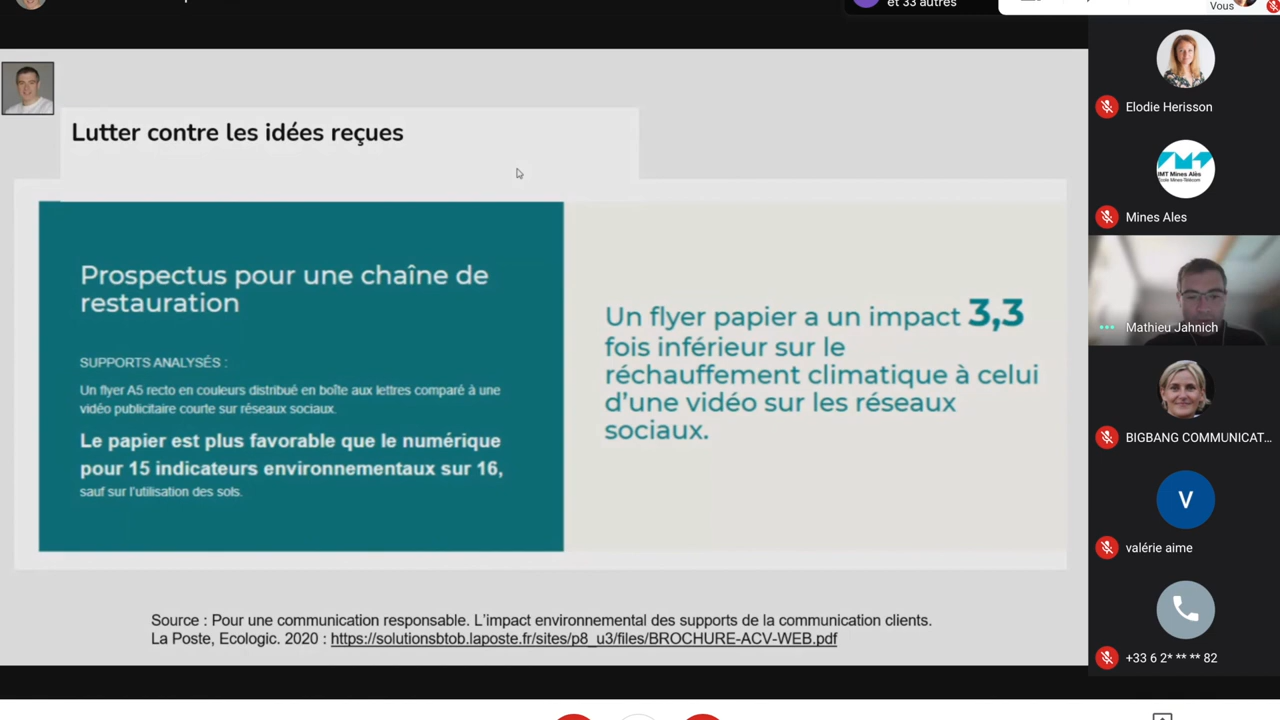 et 33 autres
Vous
Lutter contre les idées reçues
Prospectus pour une chaîne de
restauration
SUPPORTS ANALYSÉS :
Un flyer A5 recto en couleurs distribué en boîte aux lettres comparé à une
vidéo publicitaire courte sur réseaux sociaux.
Le papier est plus favorable que le numérique
pour 15 indicateurs environnementaux sur 16,
sauf sur l'utilisation des sols.
Un flyer papier a un impact 3,3
fois inférieur sur le
réchauffement climatique à celui
d'une vidéo sur les réseaux
sociaux.
Source : Pour une communication responsable. L'impact environnemental des supports de la communication clients.
La Poste, Ecologic. 2020 : https://solutionsbtob.laposte.fr/sites/p8_u3/files/BROCHURE-ACV-WEB.pdf
Elodie Herisson
IMT Mines Alès
École Mines-Télécom
Mines Ales
Mathieu Jahnich
BIGBANG COMMUNICAT...
V
valérie aime
+33 6 2* ** ** 82